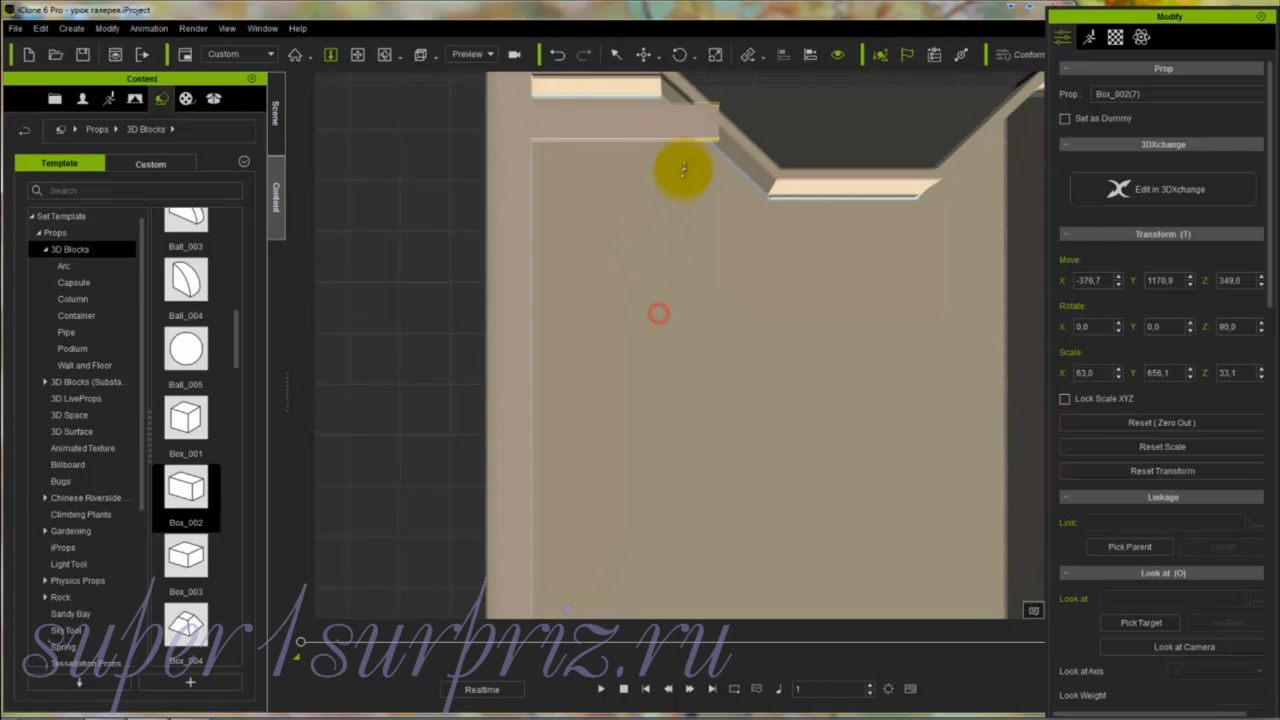 iClone 6 Pro - урок галерея.iProject
File Edit Create Modify Animation Render View Window Help
Custom
Preview
Conform
Content
Props 3D Blocks
Template Custom
Search
Set Template
Props
3D Blocks
Arc
Capsule
Column
Container
Pipe
Podium
Wall and Floor
3D Blocks (Substa...
3D LiveProps
3D Space
3D Surface
Animated Texture
Billboard
Bugs
Chinese Riverside ...
Climbing Plants
Gardening
iProps
Light Tool
Physics Props
Rock
Sandy Bay
Sky Tool
Spring
Tessellation Props
Ball_003
Ball_004
Ball_005
Box_001
Box_002
Box_003
Box_004
Scene
Content
super1surpriz.ru
Realtime
1
Modify
Prop
Prop : Box_002(7)
Set as Dummy
3DXchange
Edit in 3DXchange
Transform (T)
Move:
X: -376,7 Y: 1170,9 Z: 349,0
Rotate:
X: 0,0 Y: 0,0 Z: 90,0
Scale:
X: 63,0 Y: 656,1 Z: 33,1
Lock Scale XYZ
Reset ( Zero Out )
Reset Scale
Reset Transform
Linkage
Link:
Pick Parent
Look at (O)
Look at:
Pick Target
Look at Camera
Look at Axis
Look Weight